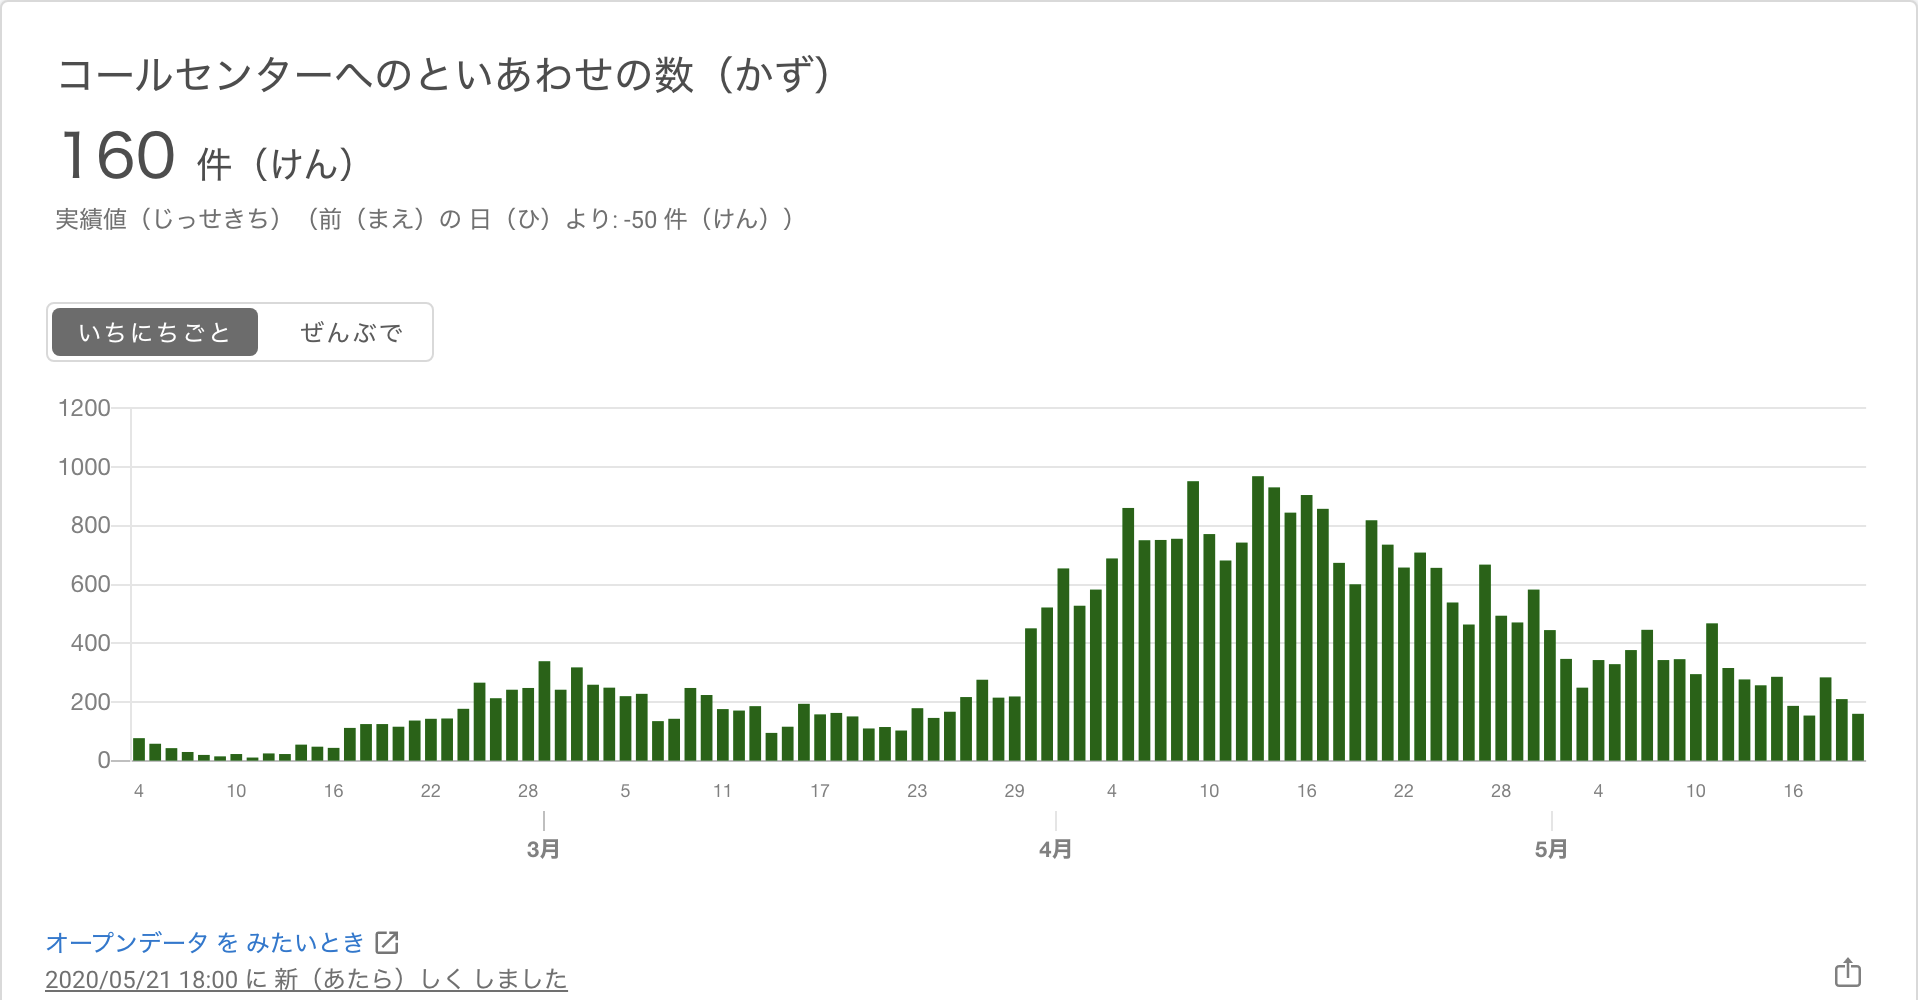 コールセンターへのといあわせの数（かず）
160 件（けん）
実績値（じっせきち）（前（まえ）の 日（ひ）より: -50 件（けん））
いちにちごと ぜんぶで
1200
1000
800
600
400
200
0
4 10 16 22 28 5 11 17 23 29 4 10 16 22 28 4 10 16
3月 4月 5月
オープンデータ を みたいとき
2020/05/21 18:00 に 新（あたら）しく しました